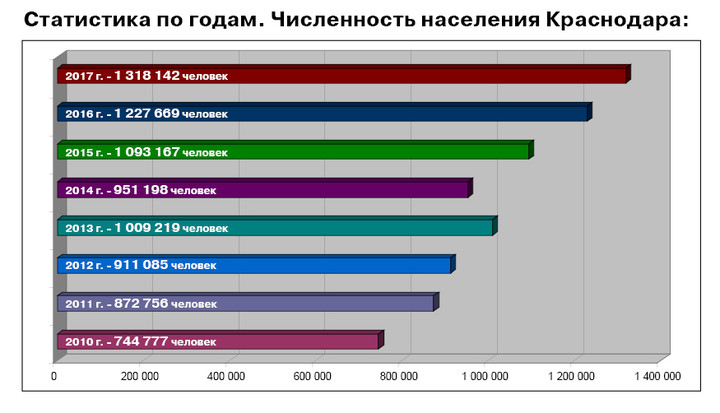 Статистика по годам. Численность населения Краснодара:
2017 г. - 1 318 142 человек
2016 г. - 1 227 669 человек
2015 г. - 1 093 167 человек
2014 г. - 951 198 человек
2013 г. - 1 009 219 человек
2012 г. - 911 085 человек
2011 г. - 872 756 человек
2010 г. - 744 777 человек
0 200 000 400 000 600 000 800 000 1 000 000 1 200 000 1 400 000